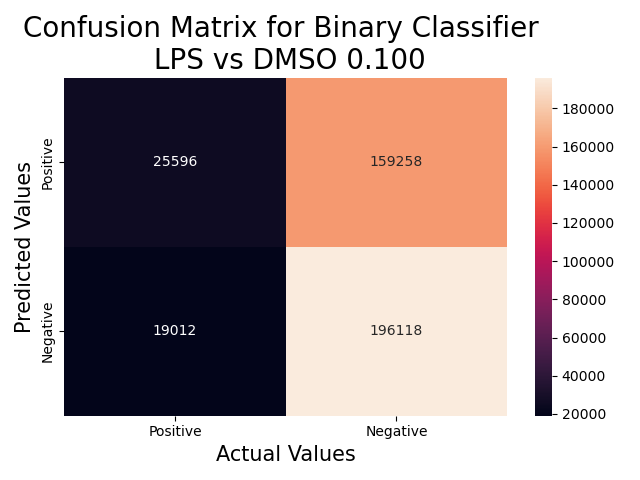 Confusion Matrix for Binary Classifier
LPS vs DMSO 0.100
Predicted Values
Positive
Negative
25596
159258
19012
196118
Positive
Negative
Actual Values
180000
160000
140000
120000
100000
80000
60000
40000
20000